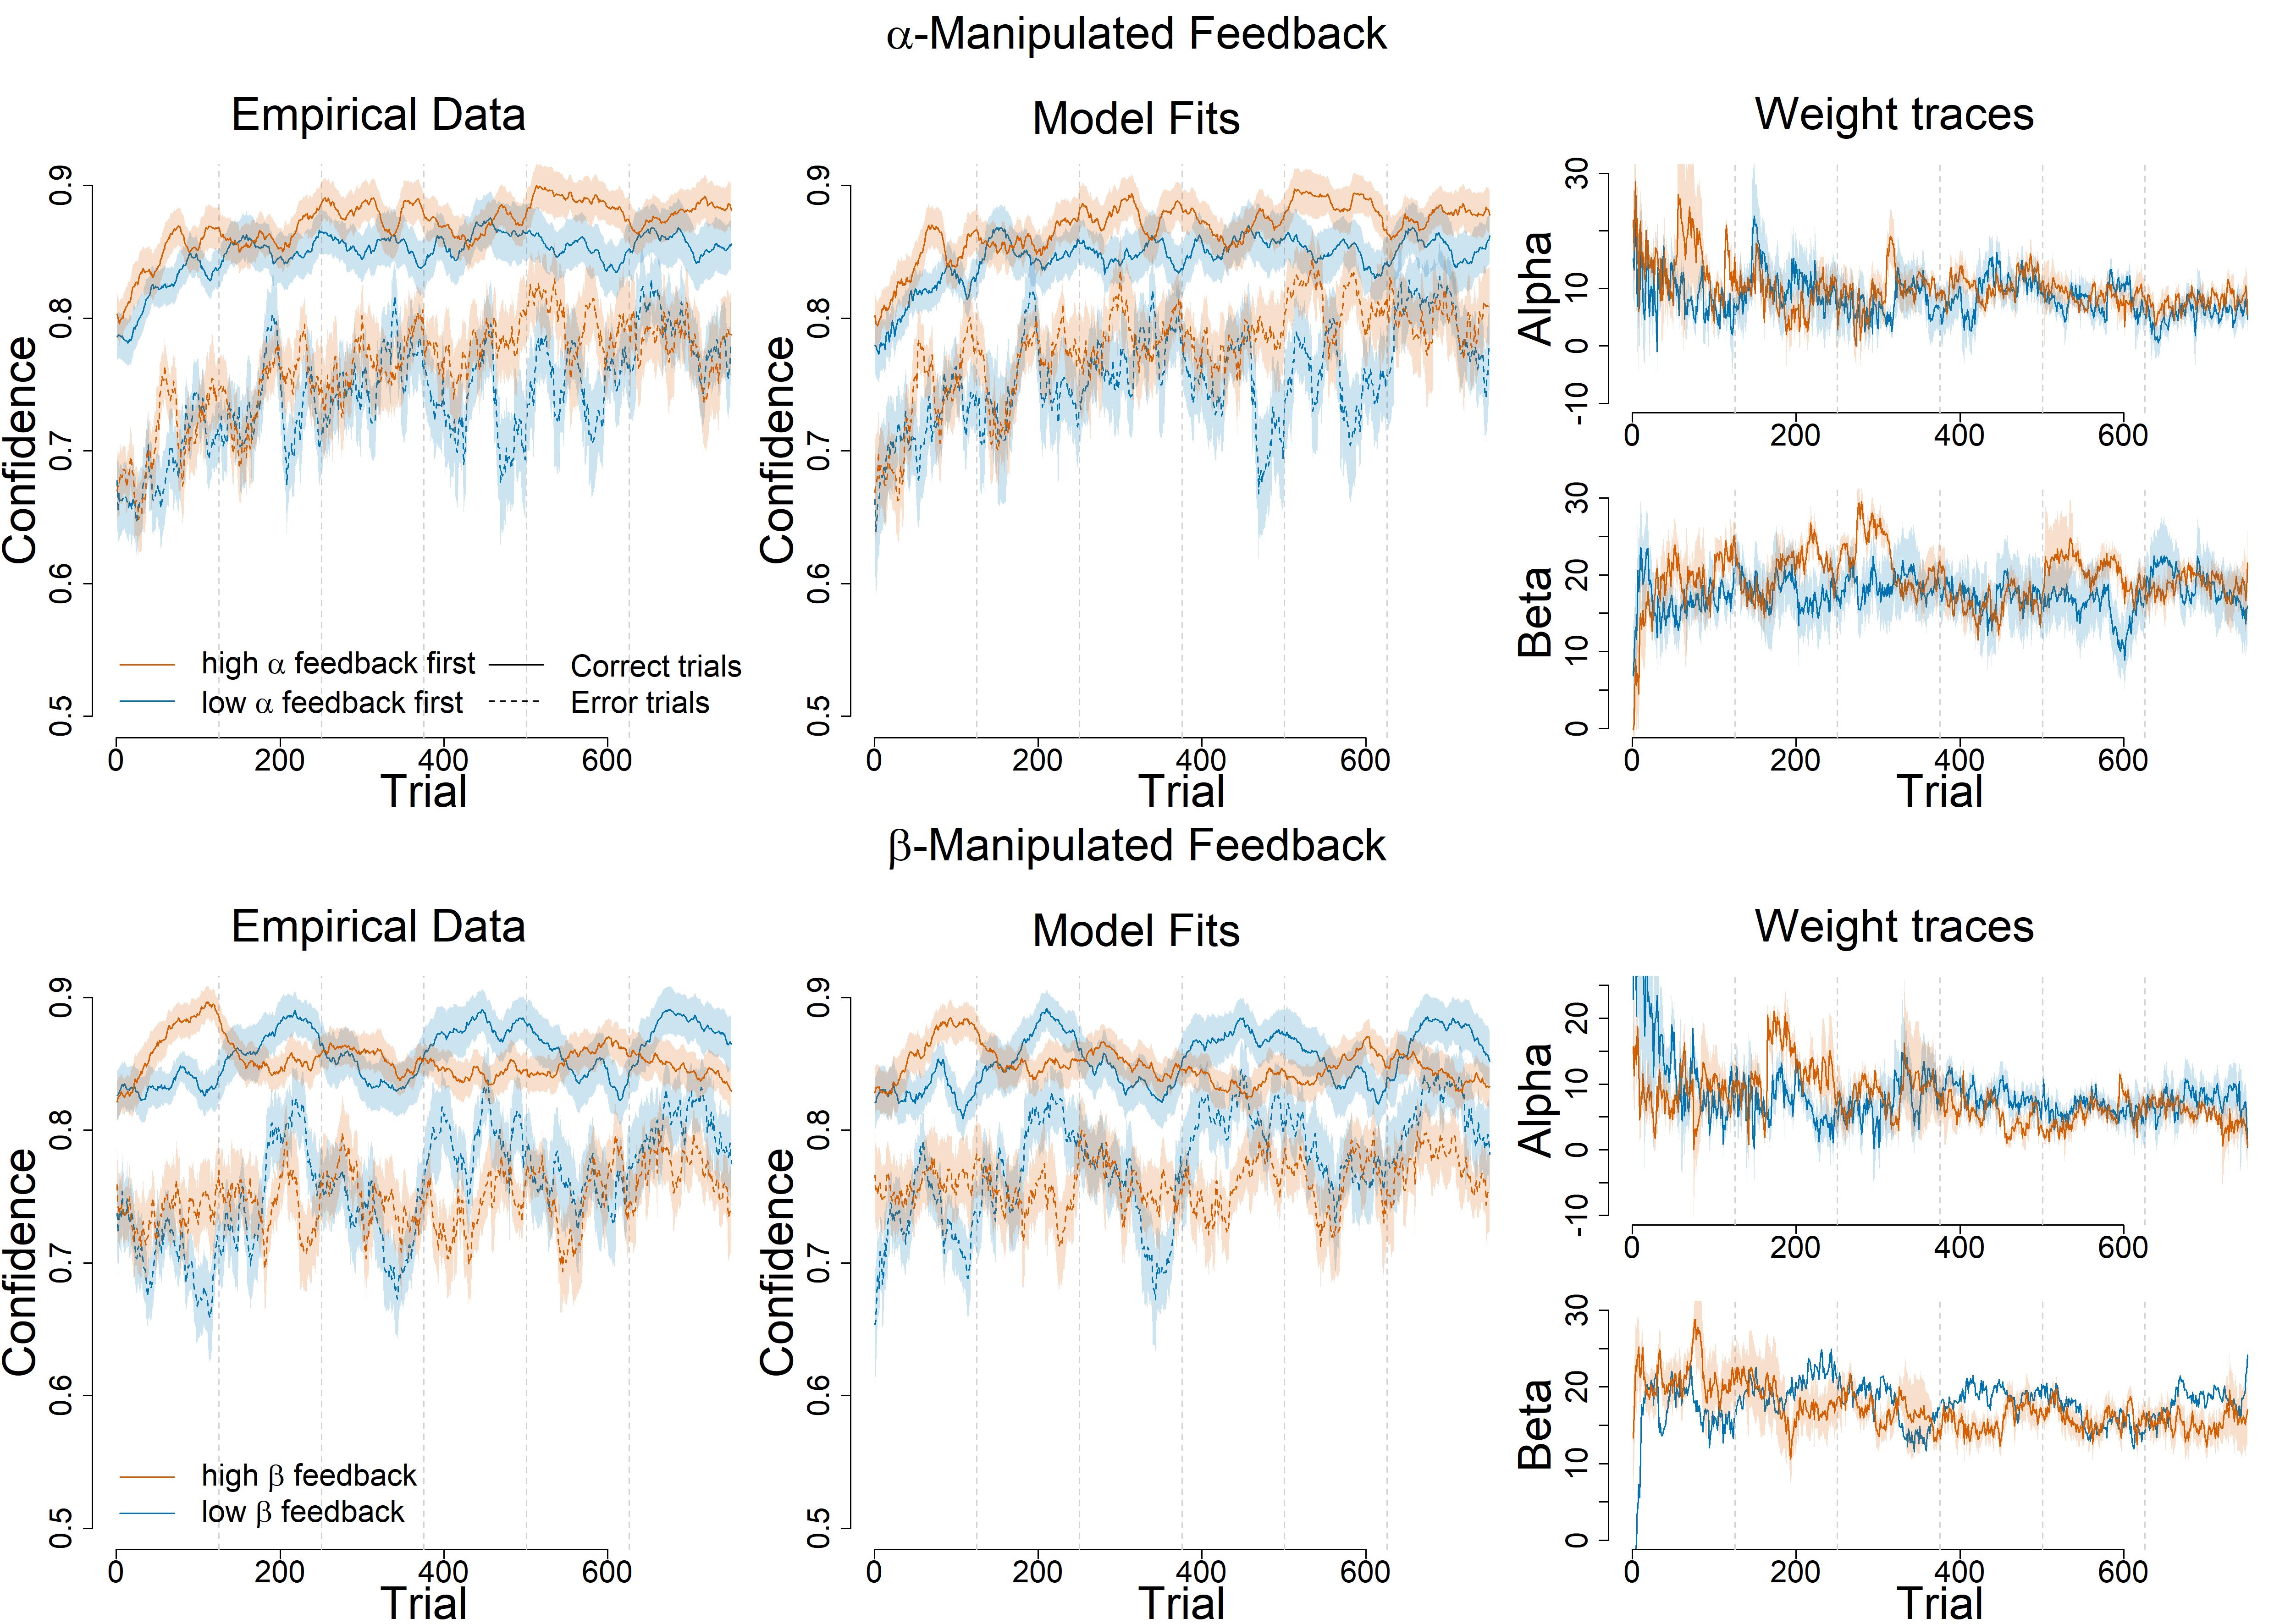 α-Manipulated Feedback
Empirical Data
Model Fits
Weight traces
Confidence
0.9
0.8
0.7
0.6
0.5
high α feedback first
low α feedback first
Correct trials
Error trials
0 200 400 600
Trial
Confidence
0.9
0.8
0.7
0.6
0.5
0 200 400 600
Trial
Alpha
30
10
0
-10
0 200 400 600
Beta
30
20
10
0
0 200 400 600
Trial
β-Manipulated Feedback
Empirical Data
Model Fits
Weight traces
Confidence
0.9
0.8
0.7
0.6
0.5
high β feedback
low β feedback
0 200 400 600
Trial
Confidence
0.9
0.8
0.7
0.6
0.5
0 200 400 600
Trial
Alpha
20
10
0
-10
0 200 400 600
Beta
30
20
10
0
0 200 400 600
Trial